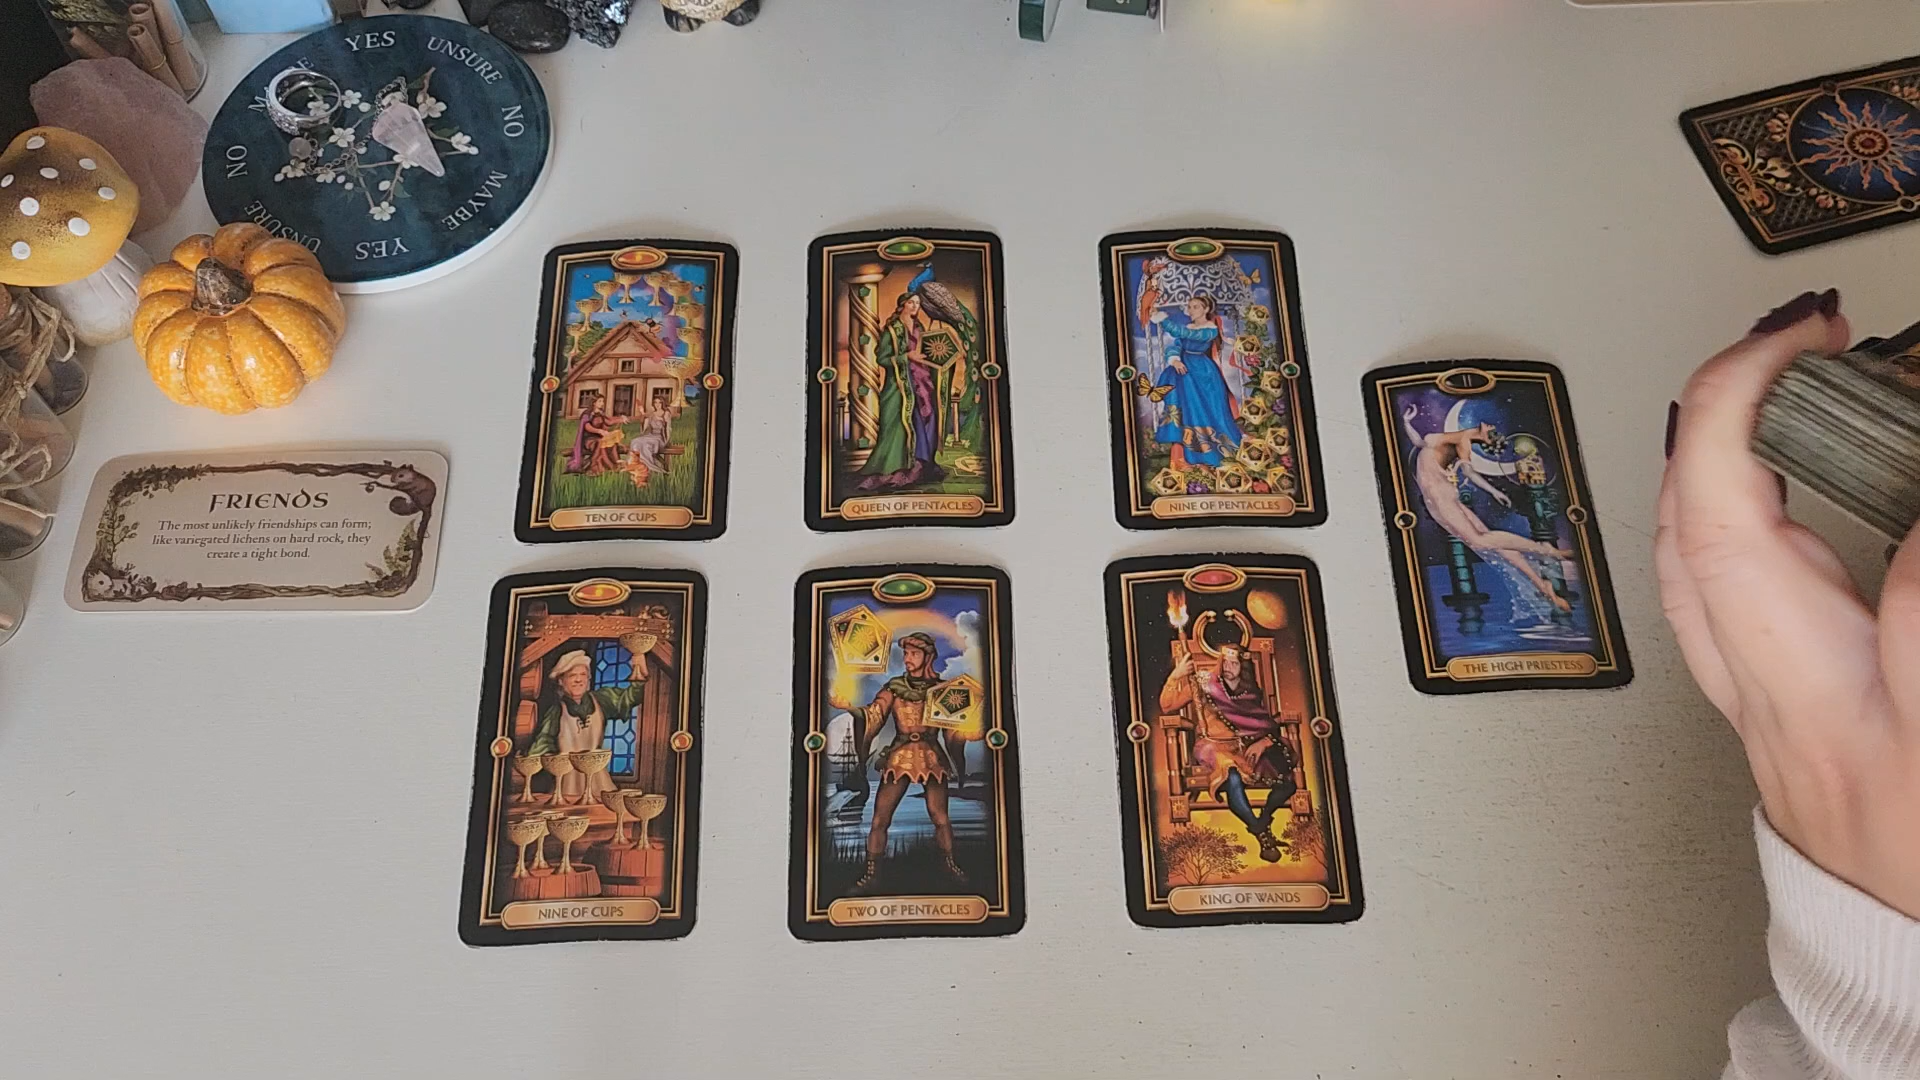 YES
UNSURE
NO
MAYBE
YES
UNSURE
NO
FRIENDS
The most unlikely friendships can form;
like variegated lichens on hard rock, they
create a tight bond.
TEN OF CUPS
QUEEN OF PENTACLES
NINE OF PENTACLES
II
THE HIGH PRIESTESS
NINE OF CUPS
TWO OF PENTACLES
KING OF WANDS